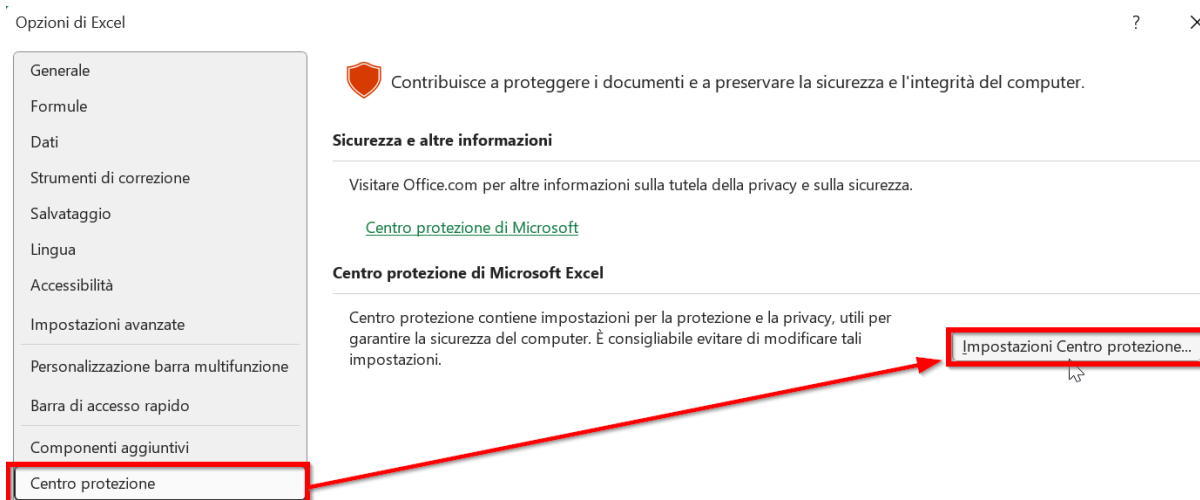 Opzioni di Excel
?
Generale
Formule
Dati
Strumenti di correzione
Salvataggio
Lingua
Accessibilità
Impostazioni avanzate
Personalizzazione barra multifunzione
Barra di accesso rapido
Componenti aggiuntivi
Centro protezione
Contribuisce a proteggere i documenti e a preservare la sicurezza e l'integrità del computer.
Sicurezza e altre informazioni
Visitare Office.com per altre informazioni sulla tutela della privacy e sulla sicurezza.
Centro protezione di Microsoft
Centro protezione di Microsoft Excel
Centro protezione contiene impostazioni per la protezione e la privacy, utili per
garantire la sicurezza del computer. È consigliabile evitare di modificare tali
impostazioni.
Impostazioni Centro protezione...